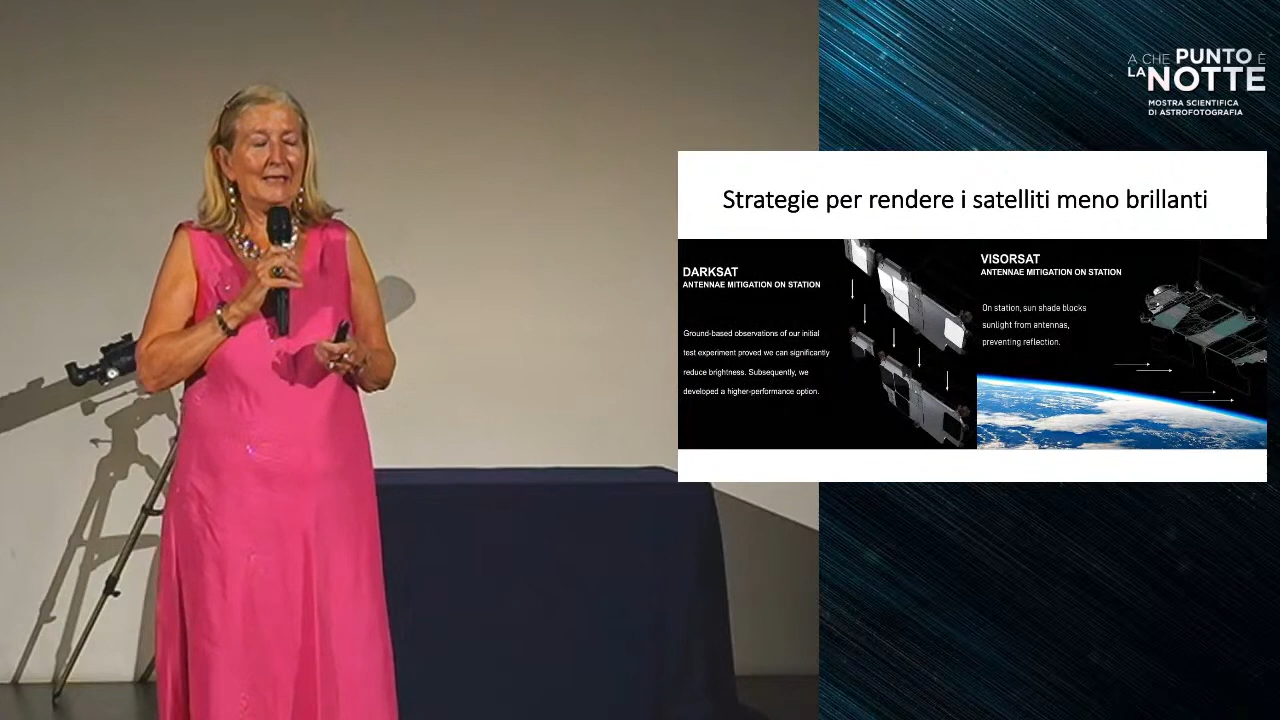 A CHE PUNTO È
LA NOTTE
MOSTRA SCIENTIFICA
DI ASTROFOTOGRAFIA
Strategie per rendere i satelliti meno brillanti
DARKSAT
ANTENNAE MITIGATION ON STATION
Ground-based observations of our initial
test experiment proved we can significantly
reduce brightness. Subsequently, we
developed a higher-performance option.
VISORSAT
ANTENNAE MITIGATION ON STATION
On station, sun shade blocks
sunlight from antennas,
preventing reflection.